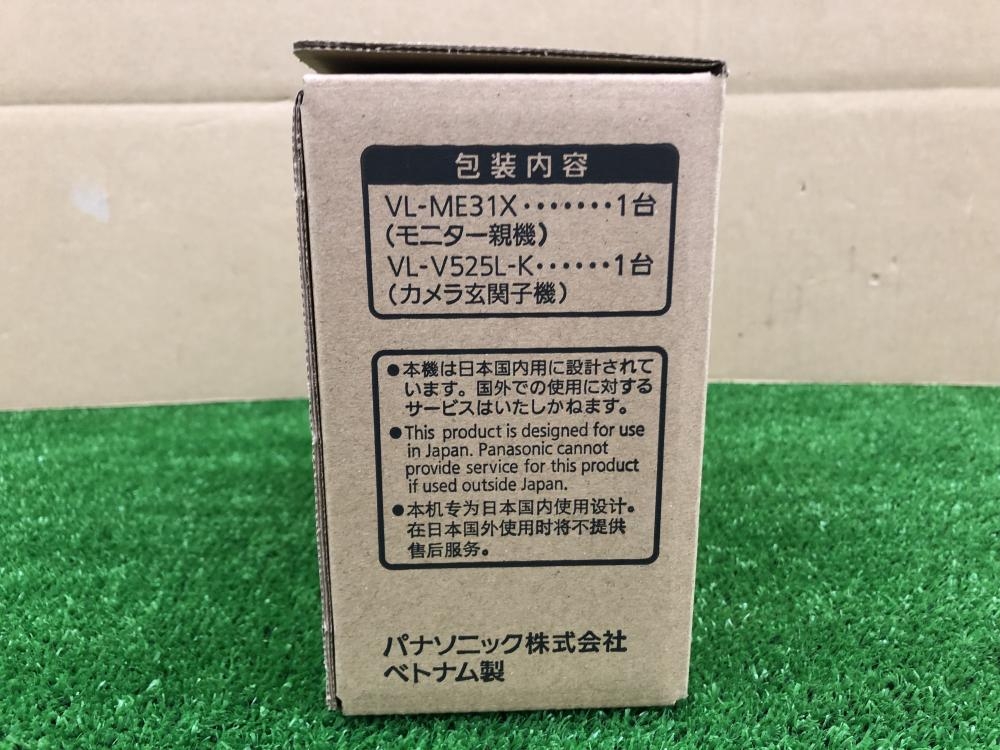 包装内容
VL-ME31X・・・・・・・1台
(モニター親機)
VL-V525L-K・・・・・・1台
(カメラ玄関子機)
●本機は日本国内用に設計されて
います。国外での使用に対する
サービスはいたしかねます。
●This product is designed for use
in Japan. Panasonic cannot
provide service for this product
if used outside Japan.
●本机专为日本国内使用设计。
在日本国外使用时将不提供
售后服务。
パナソニック株式会社
ベトナム製